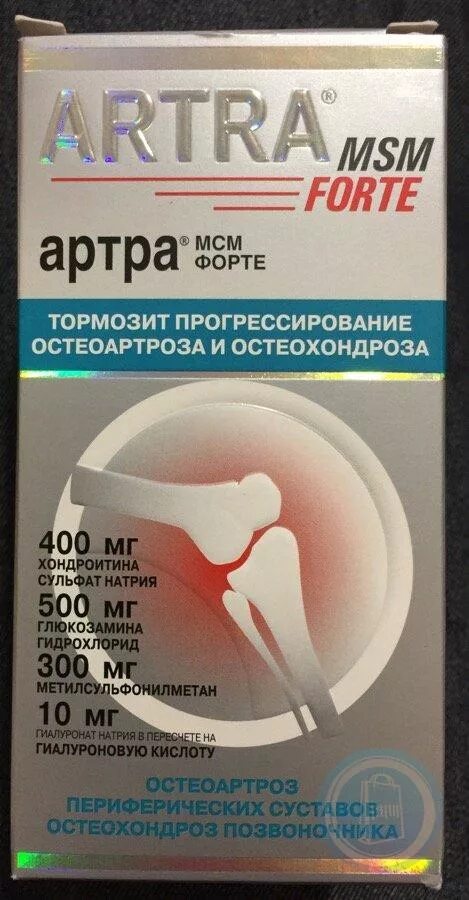 ARTRA® MSM
FORTE
артра® МСМ
ФОРТЕ
ТОРМОЗИТ ПРОГРЕССИРОВАНИЕ
ОСТЕОАРТРОЗА И ОСТЕОХОНДРОЗА
400 мг
ХОНДРОИТИНА
СУЛЬФАТ НАТРИЯ
500 мг
ГЛЮКОЗАМИНА
ГИДРОХЛОРИД
300 мг
МЕТИЛСУЛЬФОНИЛМЕТАН
10 мг
ГИАЛУРОНАТ НАТРИЯ В ПЕРЕСЧЕТЕ НА
ГИАЛУРОНОВУЮ КИСЛОТУ
ОСТЕОАРТРОЗ
ПЕРИФЕРИЧЕСКИХ СУСТАВОВ
ОСТЕОХОНДРОЗ ПОЗВОНОЧНИКА